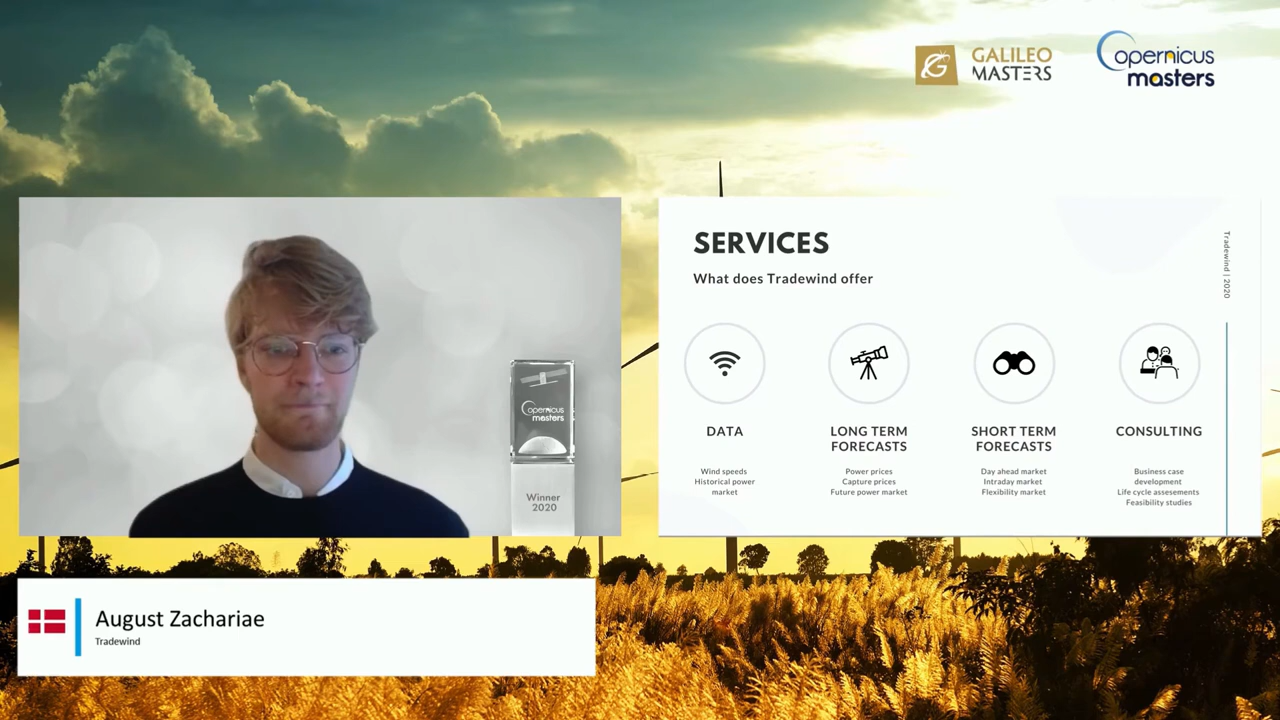 GALILEO
MASTERS
Copernicus
masters
SERVICES
What does Tradewind offer
Tradewind | 2020
DATA
Wind speeds
Historical power
market
LONG TERM
FORECASTS
Power prices
Capture prices
Future power market
SHORT TERM
FORECASTS
Day ahead market
Intraday market
Flexibility market
CONSULTING
Business case
development
Life cycle assesements
Feasibility studies
Copernicus
masters
Winner
2020
August Zachariae
Tradewind